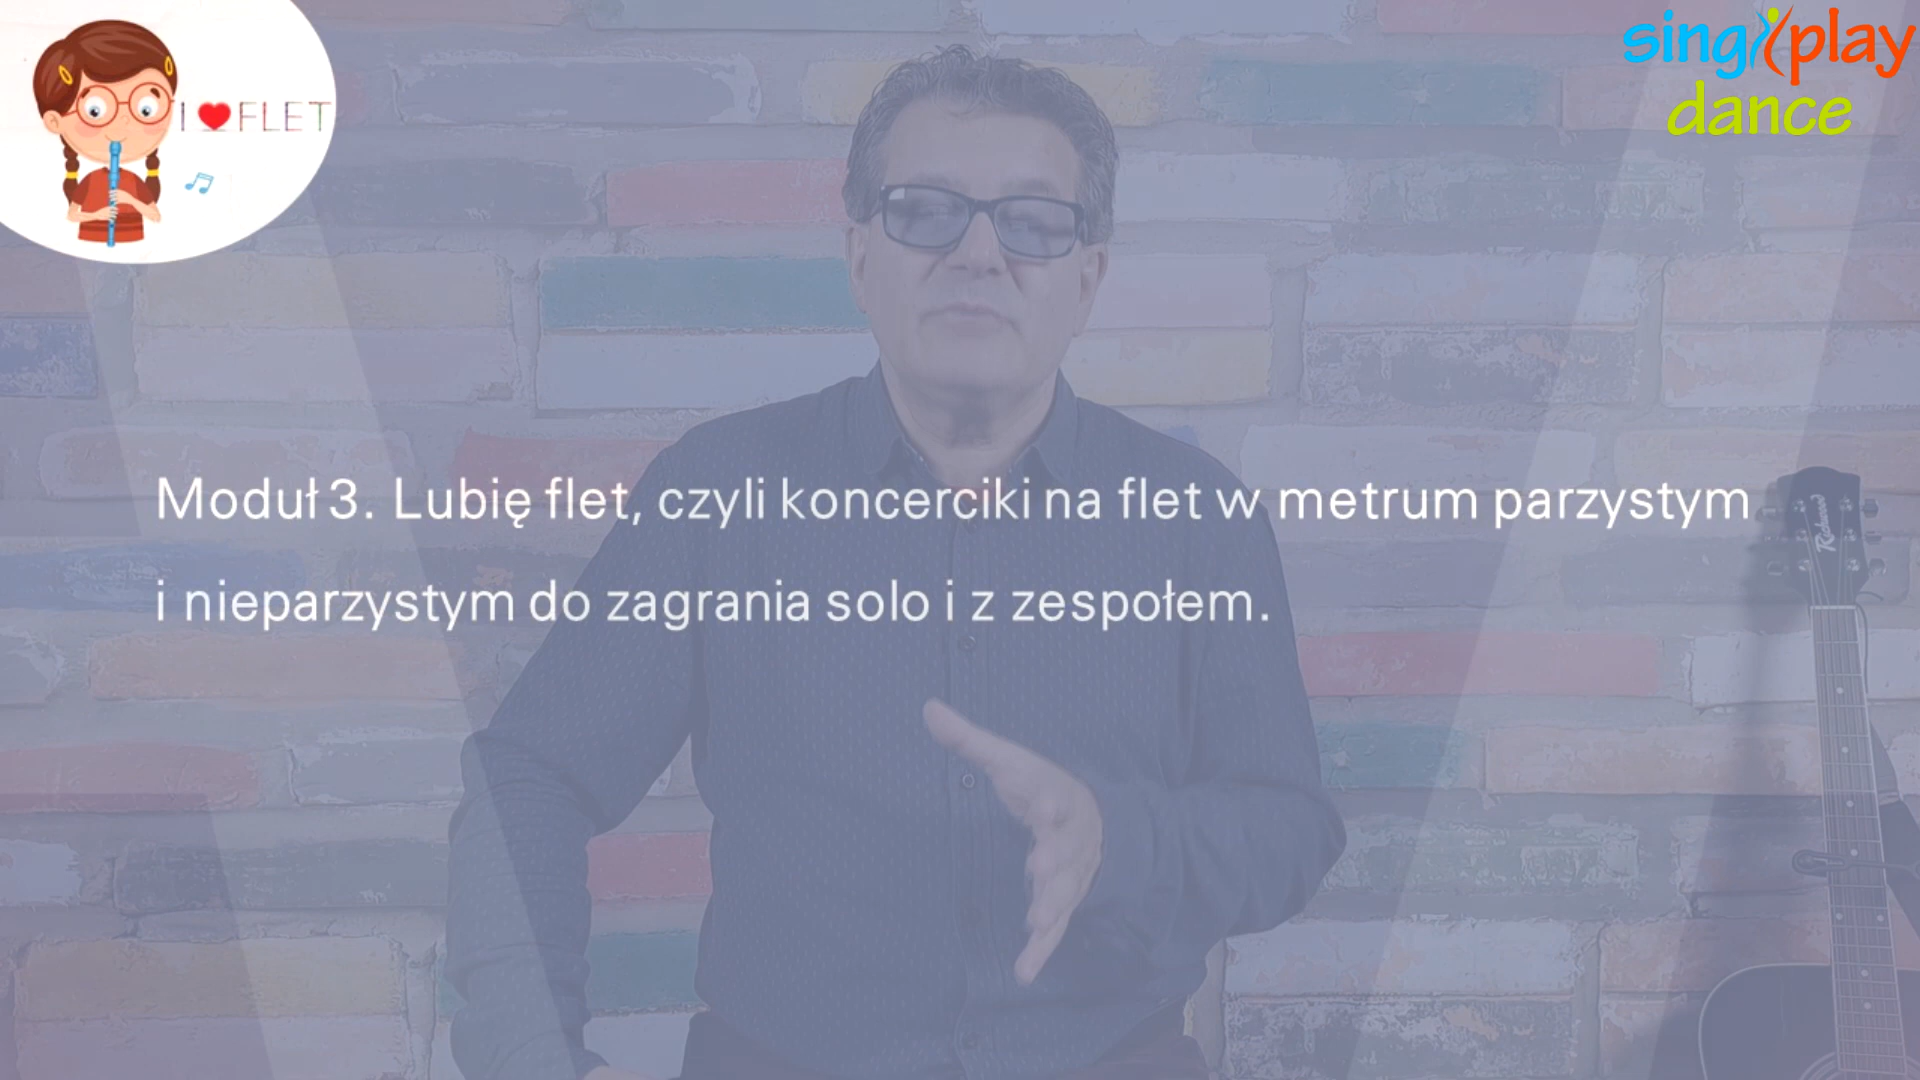 I FLET
sing play
dance
Moduł 3. Lubię flet, czyli koncerciki na flet w metrum parzystym
i nieparzystym do zagrania solo i z zespołem.
Richwood